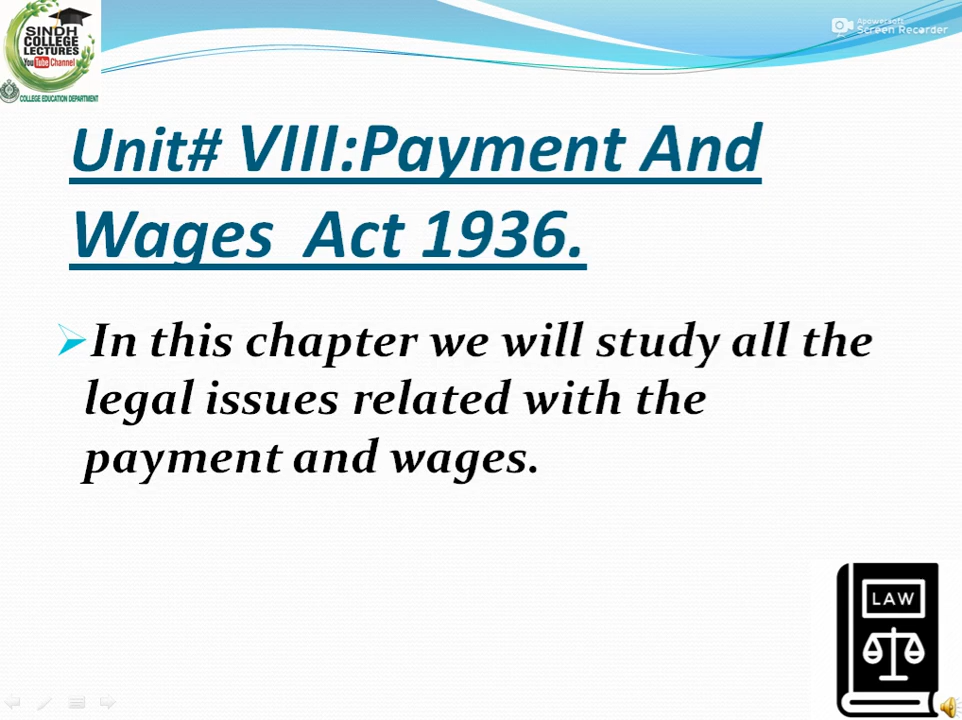 SINDH
COLLEGE
LECTURES
YouTube Channel
COLLEGE EDUCATION DEPARTMENT
Apowersoft
Screen Recorder
Unit# VIII:Payment And
Wages Act 1936.
In this chapter we will study all the
legal issues related with the
payment and wages.
LAW